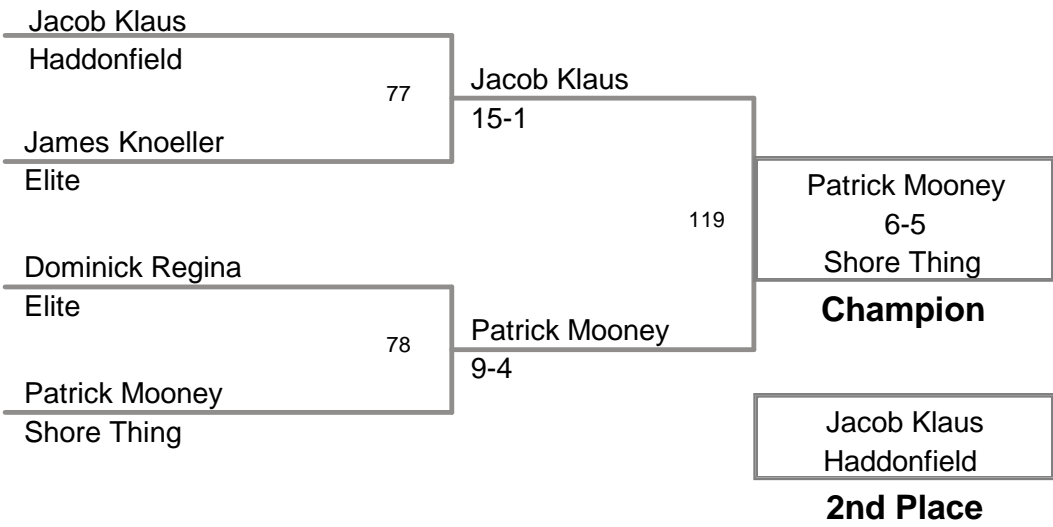 Jacob Klaus
Haddonfield
77
James Knoeller
Elite
Dominick Regina
Elite
78
Patrick Mooney
Shore Thing
Jacob Klaus
15-1
119
Patrick Mooney
9-4
Patrick Mooney
6-5
Shore Thing
Champion
Jacob Klaus
Haddonfield
2nd Place